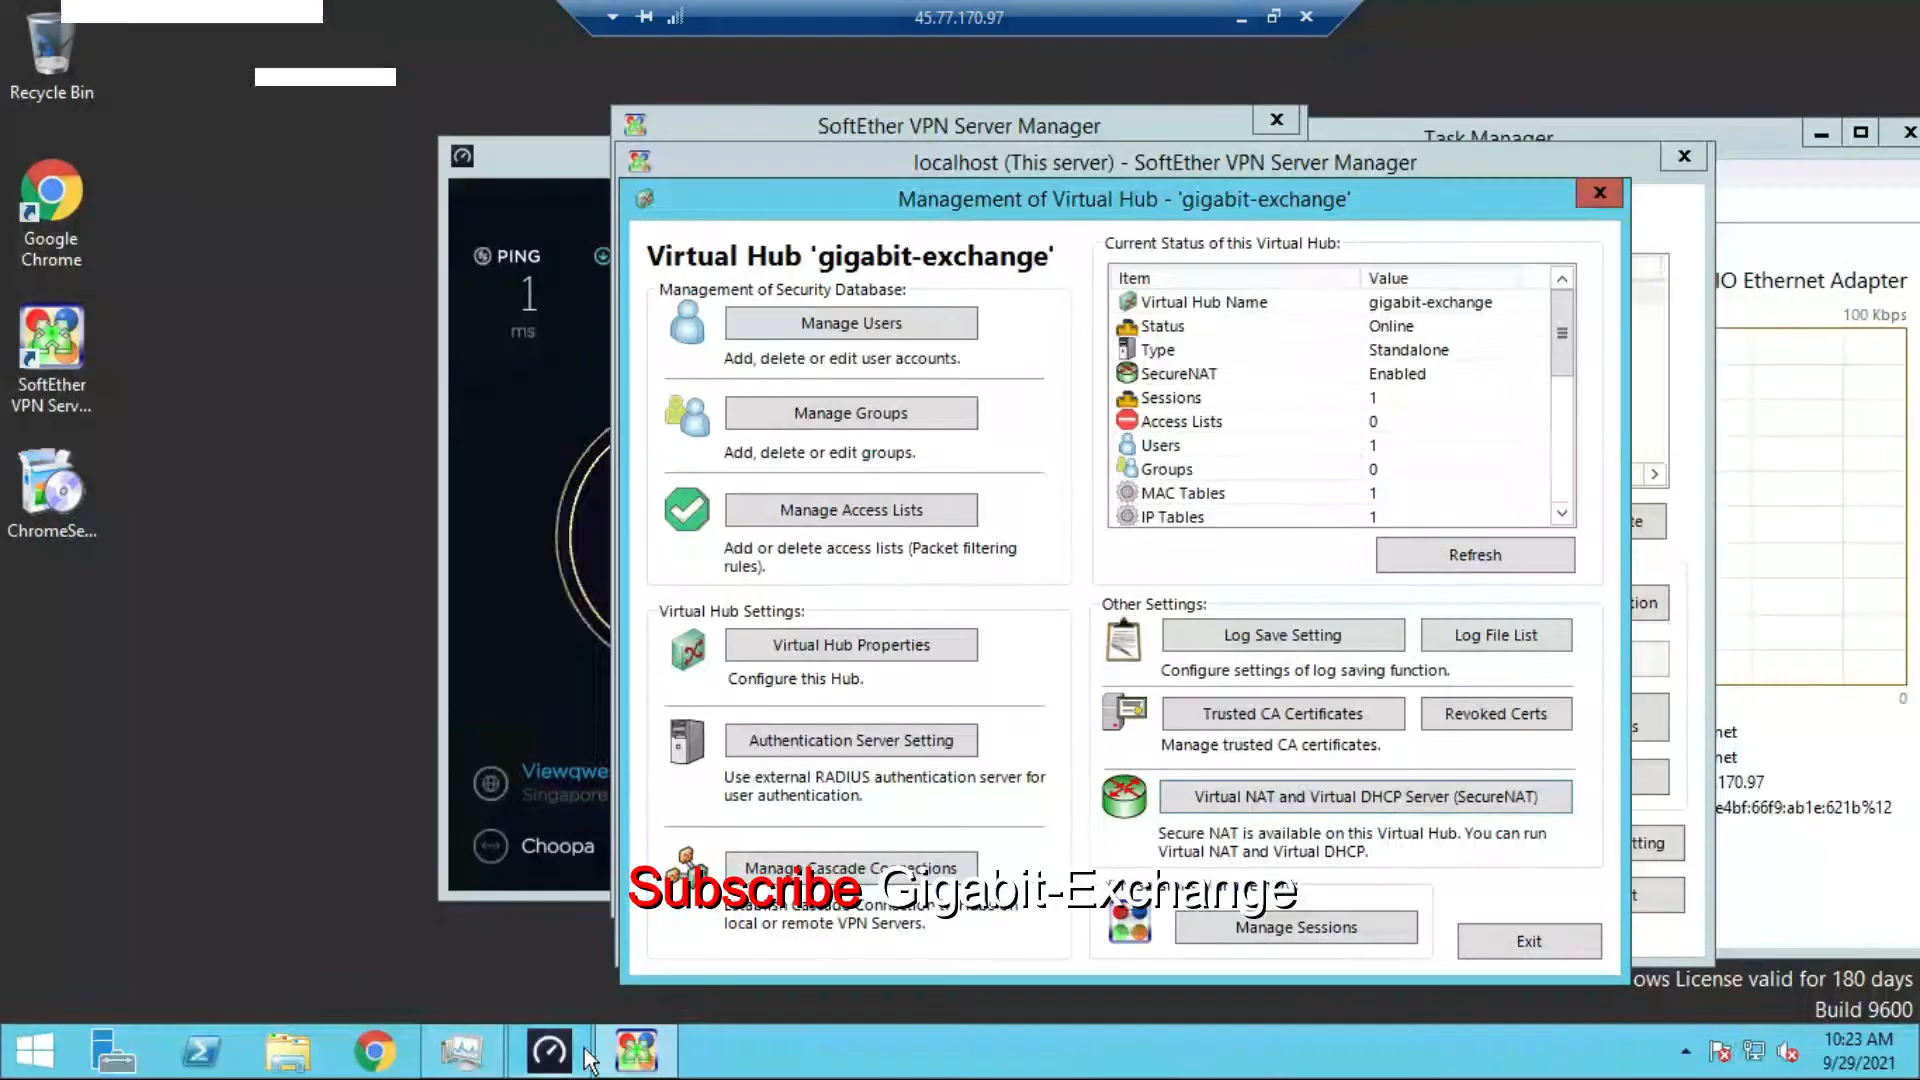 45.77.170.97
Recycle Bin
Google
Chrome
SoftEther
VPN Serv...
ChromeSe...
PING
1
ms
Viewqwe
Singapore
Choopa
SoftEther VPN Server Manager
Task Manager
localhost (This server) - SoftEther VPN Server Manager
Management of Virtual Hub - 'gigabit-exchange'
Virtual Hub 'gigabit-exchange'
Management of Security Database:
Manage Users
Add, delete or edit user accounts.
Manage Groups
Add, delete or edit groups.
Manage Access Lists
Add or delete access lists (Packet filtering
rules).
Virtual Hub Settings:
Virtual Hub Properties
Configure this Hub.
Authentication Server Setting
Use external RADIUS authentication server for
user authentication.
Manage Cascade Connections
local or remote VPN Servers.
Current Status of this Virtual Hub:
Item Value
Virtual Hub Name gigabit-exchange
Status Online
Type Standalone
SecureNAT Enabled
Sessions 1
Access Lists 0
Users 1
Groups 0
MAC Tables 1
IP Tables 1
Refresh
Other Settings:
Log Save Setting Log File List
Configure settings of log saving function.
Trusted CA Certificates Revoked Certs
Manage trusted CA certificates.
Virtual NAT and Virtual DHCP Server (SecureNAT)
Secure NAT is available on this Virtual Hub. You can run
Virtual NAT and Virtual DHCP.
Manage Sessions
Exit
Subscribe Gigabit-Exchange
IO Ethernet Adapter
100 Kbps
0
te
tion
s
net
net
170.97
e4bf:66f9:ab1e:621b%12
tting
t
ows License valid for 180 days
Build 9600
10:23 AM
9/29/2021